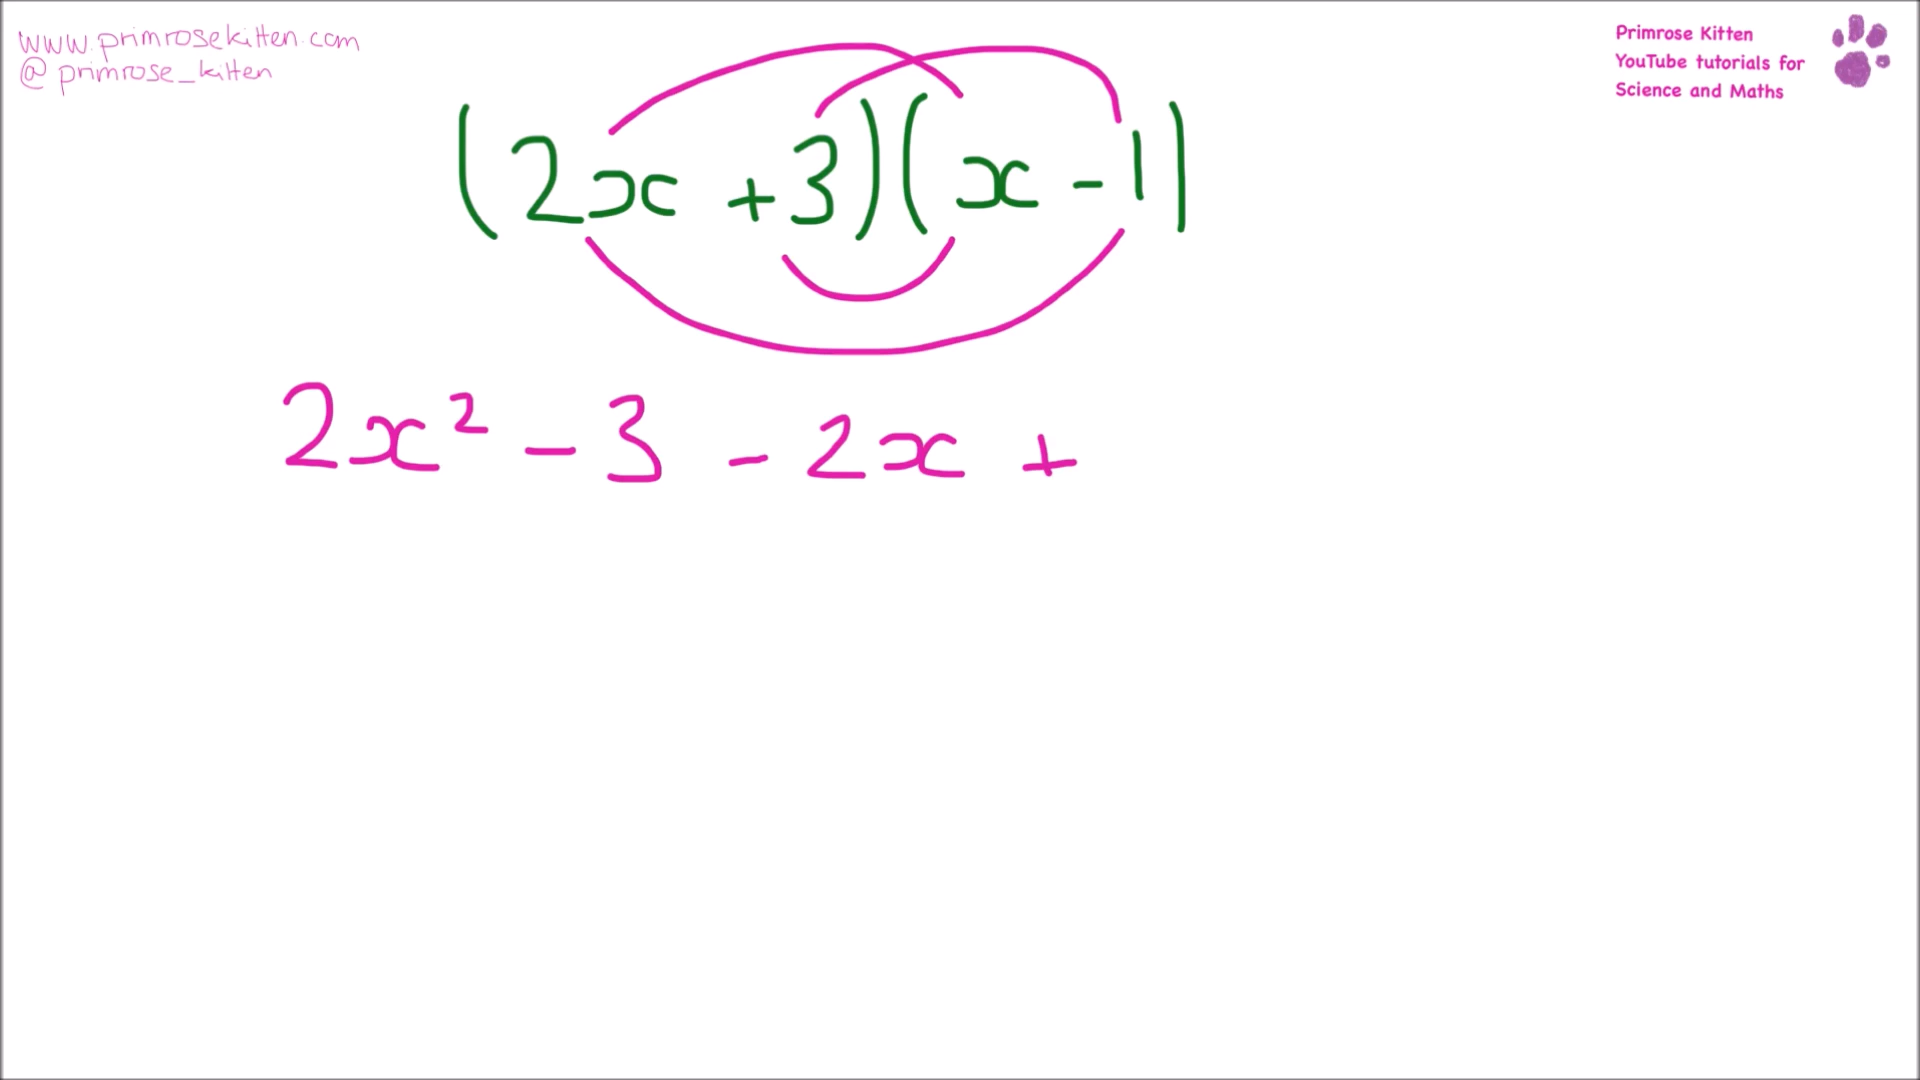 www.primrosekitten.com
@primrose_kitten
Primrose Kitten
YouTube tutorials for
Science and Maths
(2x + 3)(x - 1)
2x² - 3 - 2x +